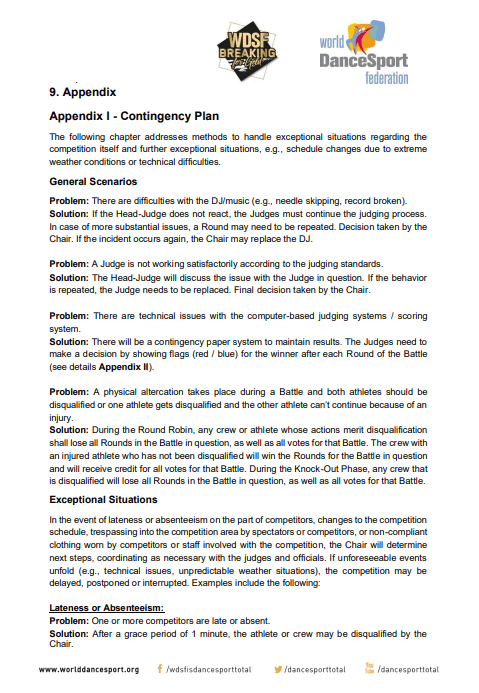 WDSF
BREAKING
for Gold
world
DanceSport
federation
9. Appendix
Appendix I - Contingency Plan
The following chapter addresses methods to handle exceptional situations regarding the
competition itself and further exceptional situations, e.g., schedule changes due to extreme
weather conditions or technical difficulties.
General Scenarios
Problem: There are difficulties with the DJ/music (e.g., needle skipping, record broken).
Solution: If the Head-Judge does not react, the Judges must continue the judging process.
In case of more substantial issues, a Round may need to be repeated. Decision taken by the
Chair. If the incident occurs again, the Chair may replace the DJ.
Problem: A Judge is not working satisfactorily according to the judging standards.
Solution: The Head-Judge will discuss the issue with the Judge in question. If the behavior
is repeated, the Judge needs to be replaced. Final decision taken by the Chair.
Problem: There are technical issues with the computer-based judging systems / scoring
system.
Solution: There will be a contingency paper system to maintain results. The Judges need to
make a decision by showing flags (red / blue) for the winner after each Round of the Battle
(see details Appendix II).
Problem: A physical altercation takes place during a Battle and both athletes should be
disqualified or one athlete gets disqualified and the other athlete can't continue because of an
injury.
Solution: During the Round Robin, any crew or athlete whose actions merit disqualification
shall lose all Rounds in the Battle in question, as well as all votes for that Battle. The crew with
an injured athlete who has not been disqualified will win the Rounds for the Battle in question
and will receive credit for all votes for that Battle. During the Knock-Out Phase, any crew that
is disqualified will lose all Rounds in the Battle in question, as well as all votes for that Battle.
Exceptional Situations
In the event of lateness or absenteeism on the part of competitors, changes to the competition
schedule, trespassing into the competition area by spectators or competitors, or non-compliant
clothing worn by competitors or staff involved with the competition, the Chair will determine
next steps, coordinating as necessary with the judges and officials. If unforeseeable events
unfold (e.g., technical issues, unpredictable weather situations), the competition may be
delayed, postponed or interrupted. Examples include the following:
Lateness or Absenteeism:
Problem: One or more competitors are late or absent.
Solution: After a grace period of 1 minute, the athlete or crew may be disqualified by the
Chair.
www.worlddancesport.org /wdsfisdancesporttotal /dancesporttotal /dancesporttotal